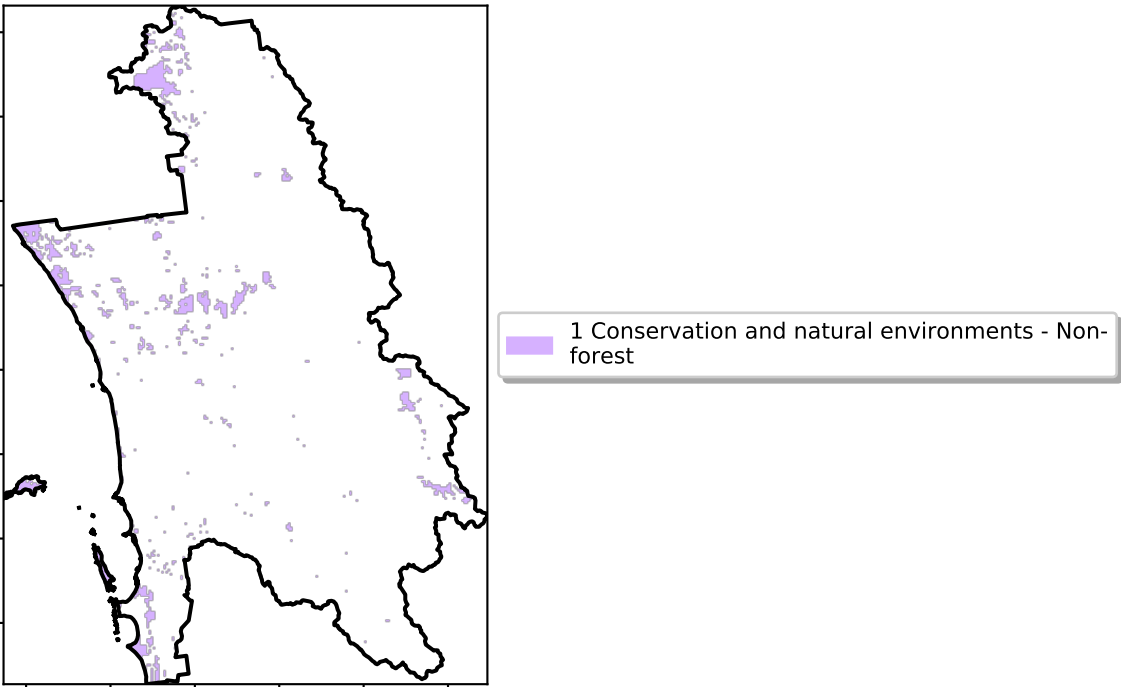 1 Conservation and natural environments - Non-
forest